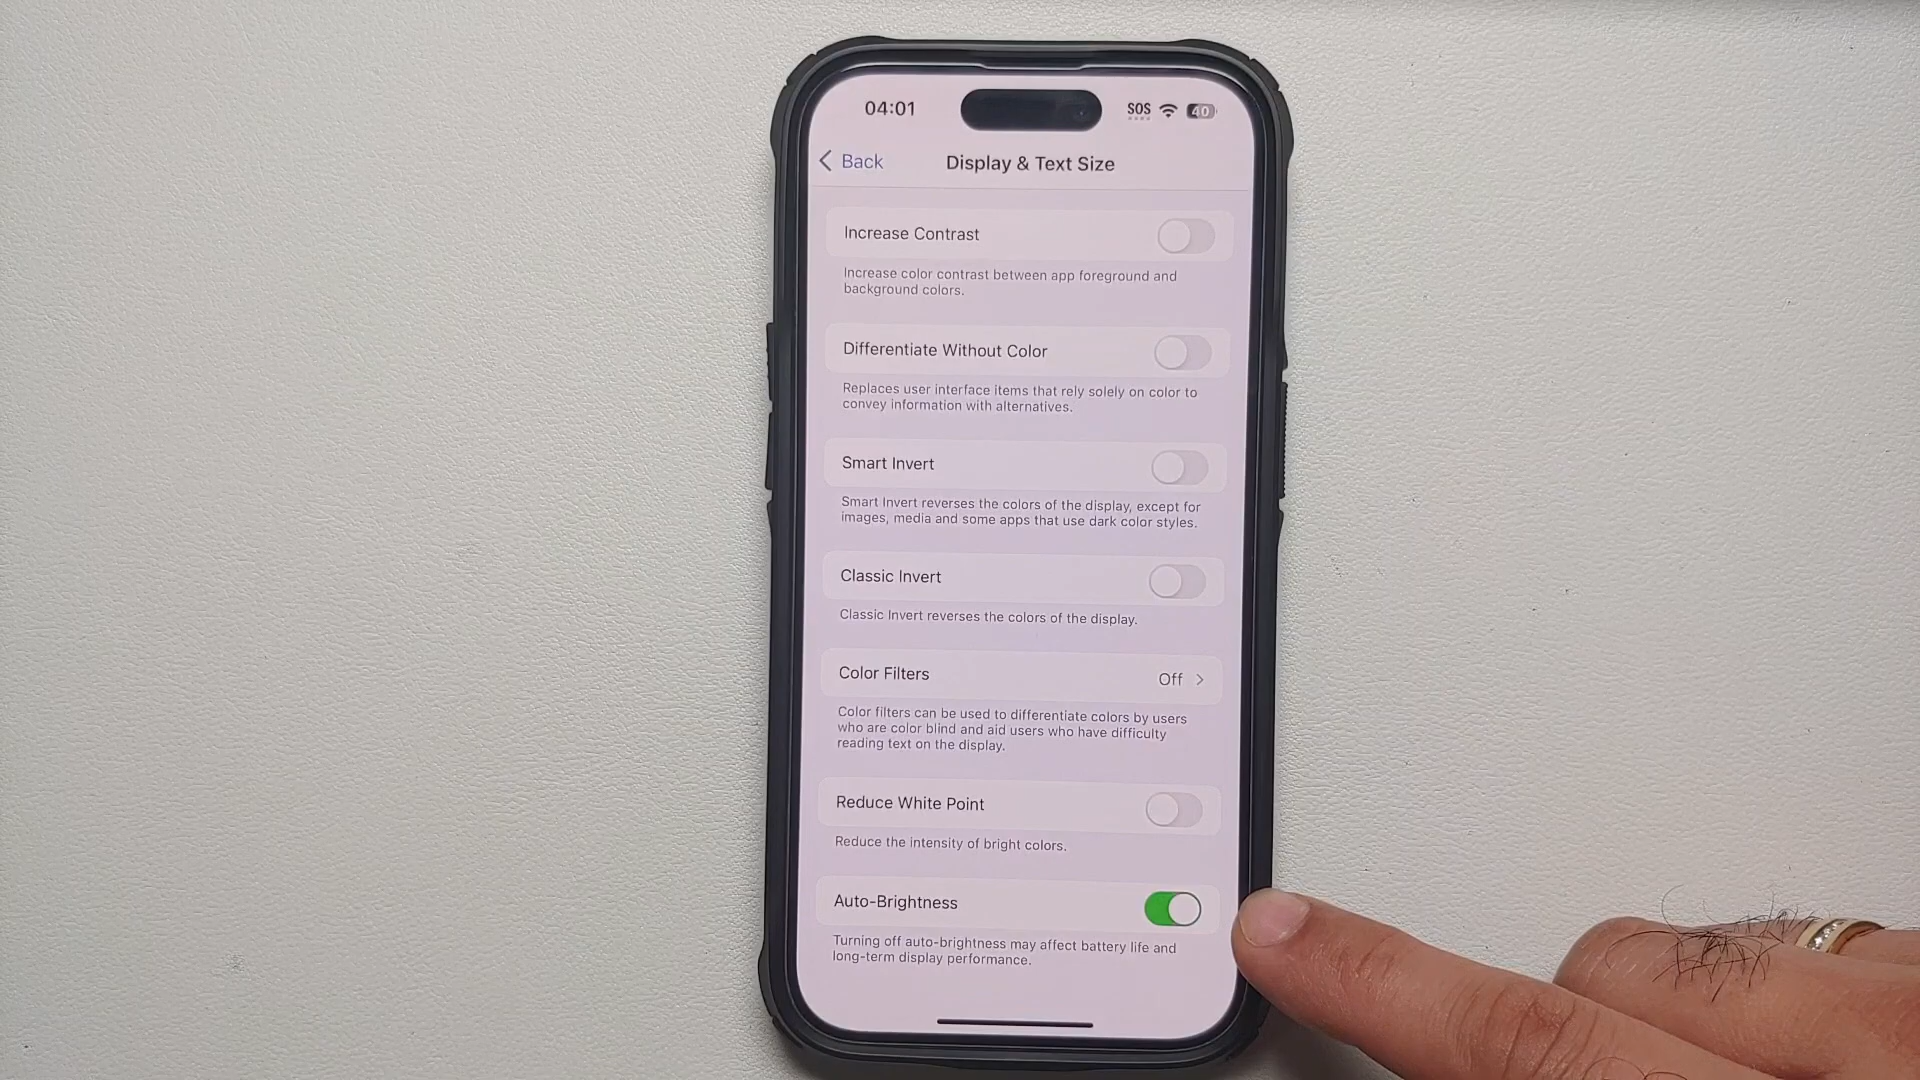 04:01
SOS
40
Back
Display & Text Size
Increase Contrast
Increase color contrast between app foreground and
background colors.
Differentiate Without Color
Replaces user interface items that rely solely on color to
convey information with alternatives.
Smart Invert
Smart Invert reverses the colors of the display, except for
images, media and some apps that use dark color styles.
Classic Invert
Classic Invert reverses the colors of the display.
Color Filters
Off
Color filters can be used to differentiate colors by users
who are color blind and aid users who have difficulty
reading text on the display.
Reduce White Point
Reduce the intensity of bright colors.
Auto-Brightness
Turning off auto-brightness may affect battery life and
long-term display performance.